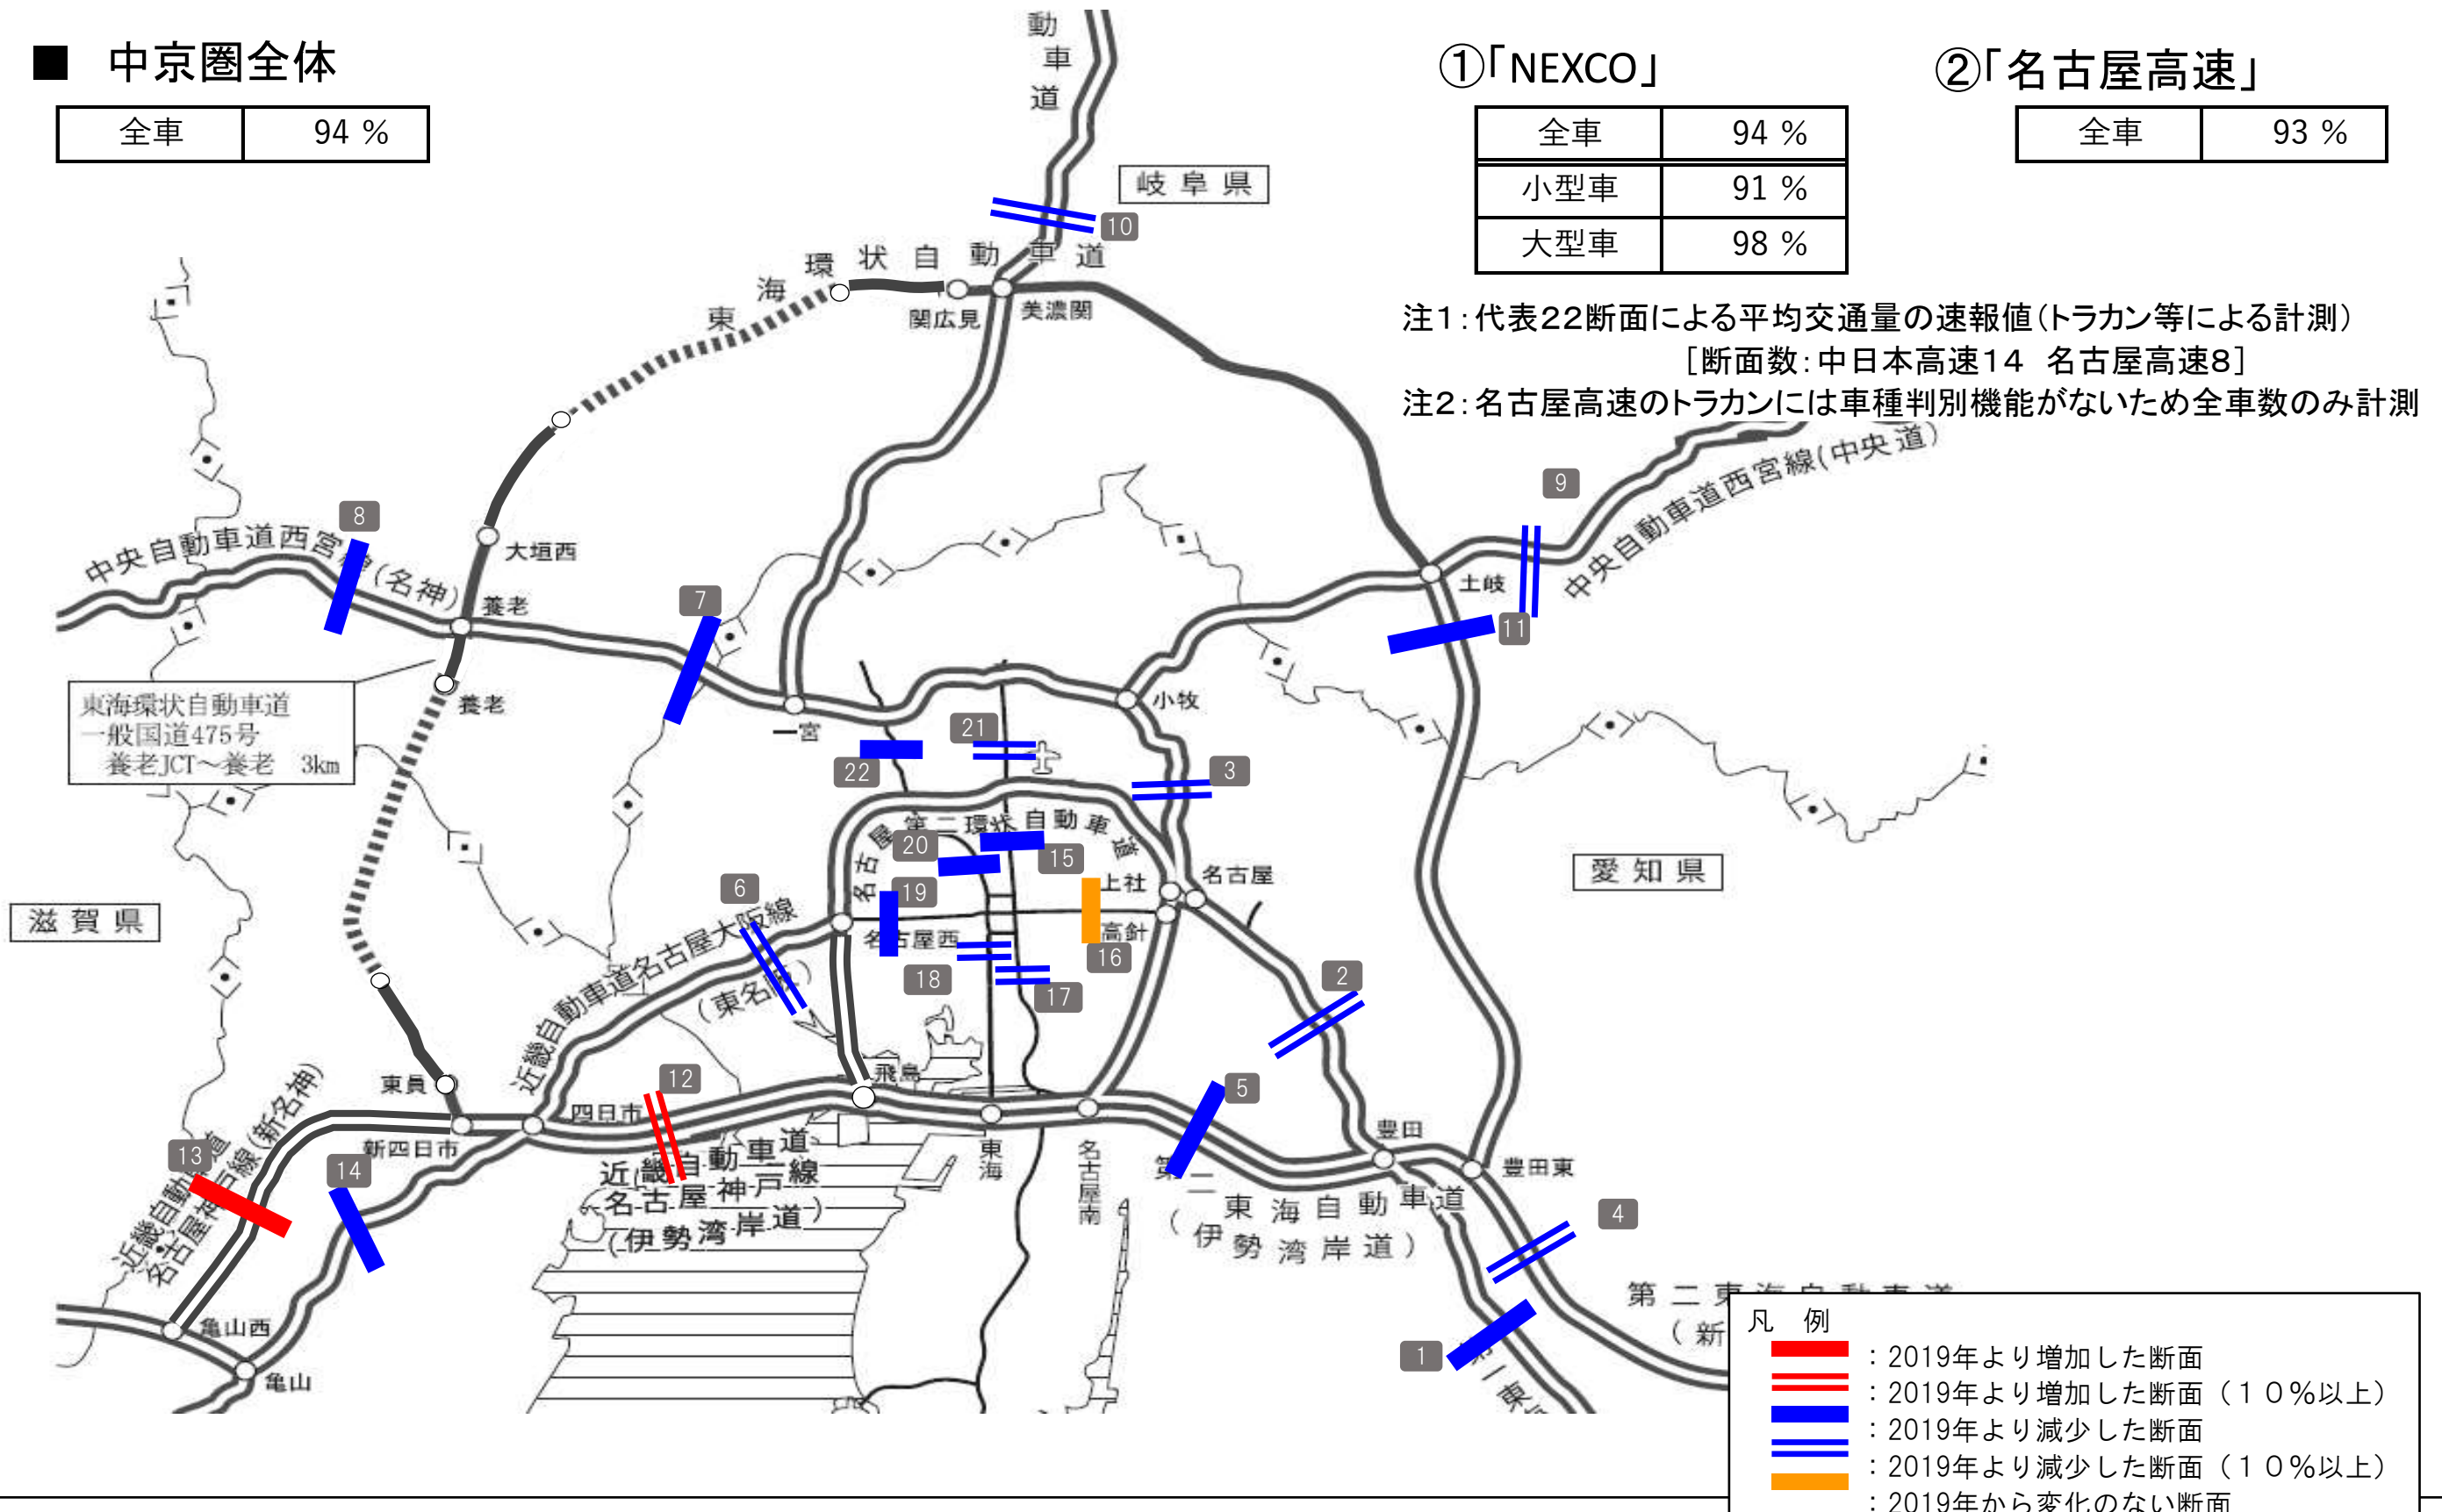 ■ 中京圏全体
全車 94 %
①「NEXCO」
全車 94 %
小型車 91 %
大型車 98 %
②「名古屋高速」
全車 93 %
注1：代表22断面による平均交通量の速報値（トラカン等による計測）
［断面数：中日本高速14 名古屋高速8］
注2：名古屋高速のトラカンには車種判別機能がないため全車数のみ計測
動車道
岐阜県
10
東海環状自動車道
関広見
美濃関
9
中央自動車道西宮線(中央道)
8
中央自動車道西宮線(名神)
大垣西
養老
7
土岐
11
東海環状自動車道
一般国道475号
養老JCT～養老 3km
養老
一宮
小牧
21
22
3
名古屋第二環状自動車道
20
15
上社
名古屋
愛知県
19
6
滋賀県
名古屋西
高針
16
近畿自動車道名古屋大阪線
(東名阪)
18
17
2
飛島
東員
12
5
四日市
新四日市
13
14
近畿自動車道
名古屋神戸線(新名神)
近畿自動車道
名古屋神戸線
(伊勢湾岸道)
東海
名古屋南
豊田
豊田東
第二東海自動車道
(伊勢湾岸道)
4
亀山西
亀山
1
第二東海自動車道
(新
第一東
凡 例
：2019年より増加した断面
：2019年より増加した断面（１０％以上）
：2019年より減少した断面
：2019年より減少した断面（１０％以上）
：2019年から変化のない断面